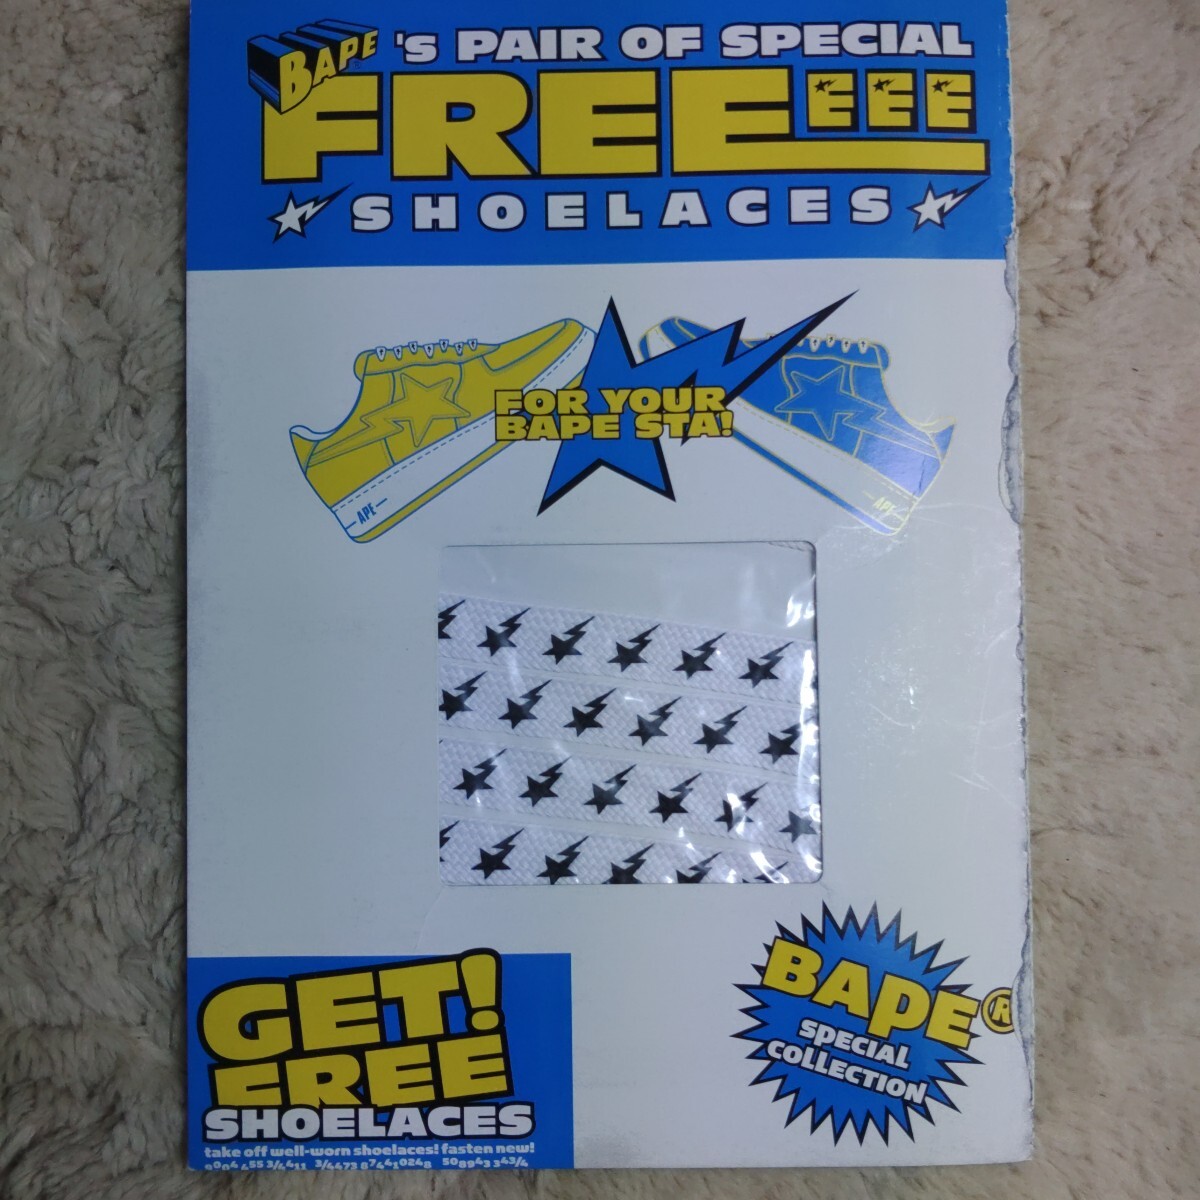 BAPE 's PAIR OF SPECIAL
FREEEEE
SHOELACES
FOR YOUR
BAPE STA!
APE
APE
GET!
FREE
SHOELACES
take off well-worn shoelaces! fasten new!
BAPE®
SPECIAL
COLLECTION